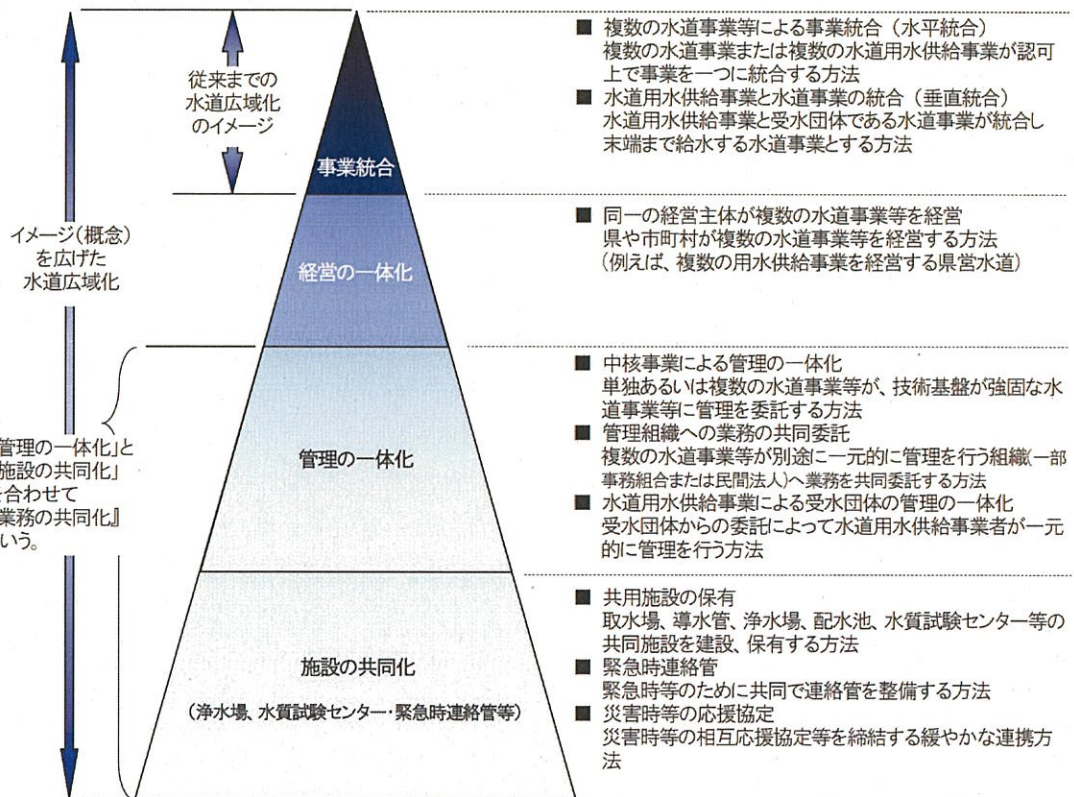 従来までの
水道広域化
のイメージ
イメージ(概念)
を広げた
水道広域化
管理の一体化」と
施設の共同化」
を合わせて
業務の共同化』
いう。
事業統合
経営の一体化
管理の一体化
施設の共同化
(浄水場、水質試験センター・緊急時連絡管等)
■ 複数の水道事業等による事業統合（水平統合）
複数の水道事業または複数の水道用水供給事業が認可
上で事業を一つに統合する方法
■ 水道用水供給事業と水道事業の統合（垂直統合）
水道用水供給事業と受水団体である水道事業が統合し
末端まで給水する水道事業とする方法
■ 同一の経営主体が複数の水道事業等を経営
県や市町村が複数の水道事業等を経営する方法
(例えば、複数の用水供給事業を経営する県営水道)
■ 中核事業による管理の一体化
単独あるいは複数の水道事業等が、技術基盤が強固な水
道事業等に管理を委託する方法
■ 管理組織への業務の共同委託
複数の水道事業等が別途に一元的に管理を行う組織(一部
事務組合または民間法人)へ業務を共同委託する方法
■ 水道用水供給事業による受水団体の管理の一体化
受水団体からの委託によって水道用水供給事業者が一元
的に管理を行う方法
■ 共用施設の保有
取水場、導水管、浄水場、配水池、水質試験センター等の
共同施設を建設、保有する方法
■ 緊急時連絡管
緊急時等のために共同で連絡管を整備する方法
■ 災害時等の応援協定
災害時等の相互応援協定等を締結する緩やかな連携方
法